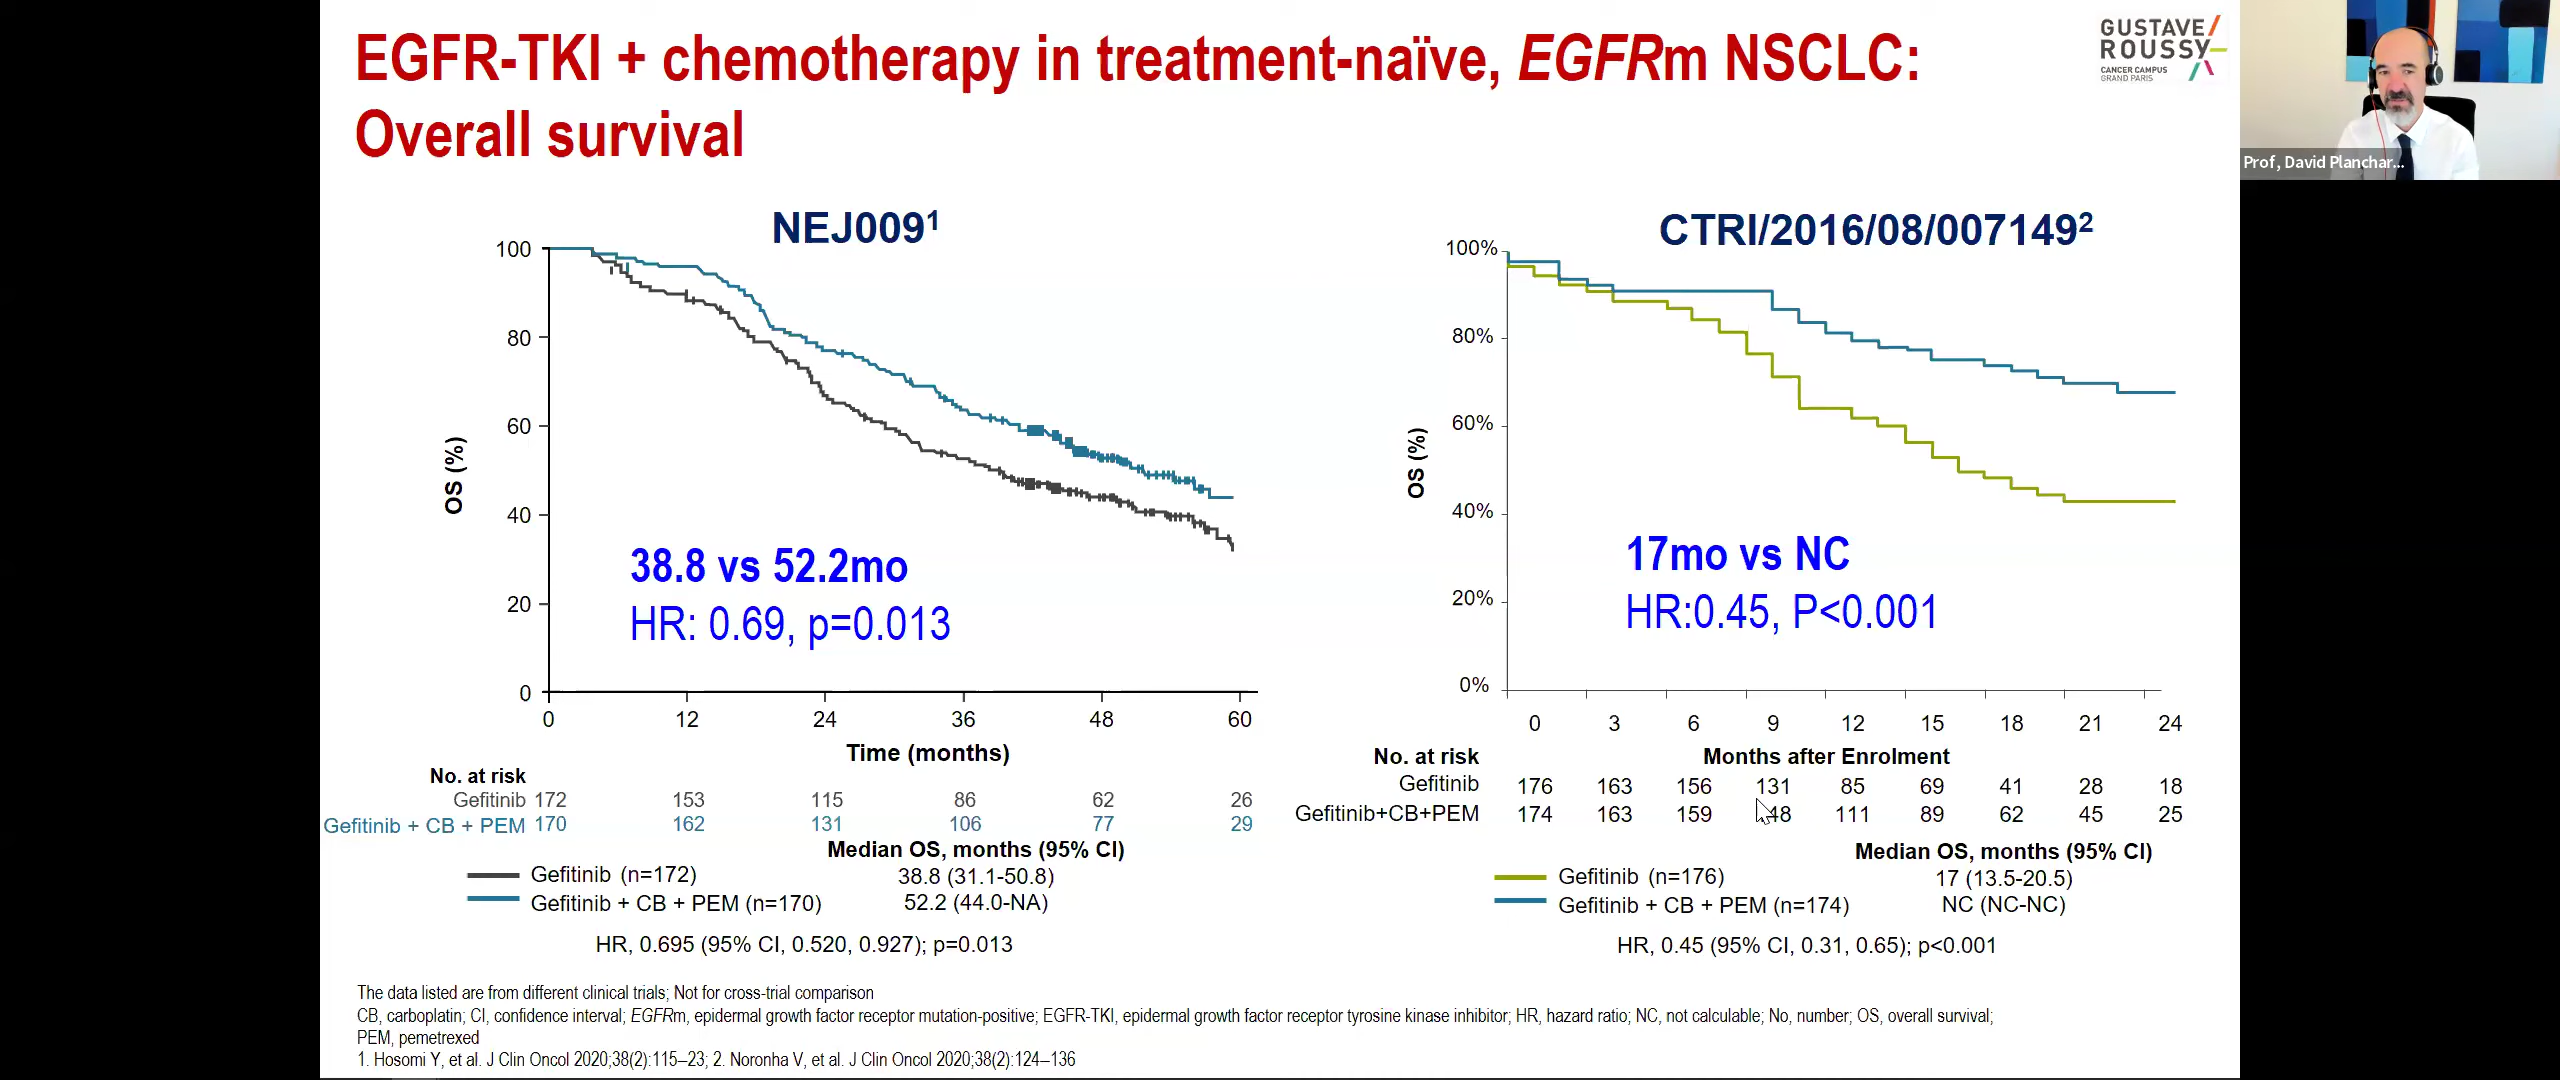 EGFR-TKI + chemotherapy in treatment-naïve, EGFRm NSCLC:
Overall survival
GUSTAVE/
ROUSSY
CANCER CAMPUS
GRAND PARIS
Prof, David Planchar...
NEJ009¹
100
80
60
40
20
0
OS (%)
38.8 vs 52.2mo
HR: 0.69, p=0.013
0 12 24 36 48 60
Time (months)
No. at risk
Gefitinib 172 153 115 86 62 26
Gefitinib + CB + PEM 170 162 131 106 77 29
Median OS, months (95% CI)
Gefitinib (n=172) 38.8 (31.1-50.8)
Gefitinib + CB + PEM (n=170) 52.2 (44.0-NA)
HR, 0.695 (95% CI, 0.520, 0.927); p=0.013
CTRI/2016/08/007149²
100%
80%
60%
40%
20%
0%
OS (%)
17mo vs NC
HR:0.45, P<0.001
0 3 6 9 12 15 18 21 24
No. at risk Months after Enrolment
Gefitinib 176 163 156 131 85 69 41 28 18
Gefitinib+CB+PEM 174 163 159 48 111 89 62 45 25
Median OS, months (95% CI)
Gefitinib (n=176) 17 (13.5-20.5)
Gefitinib + CB + PEM (n=174) NC (NC-NC)
HR, 0.45 (95% CI, 0.31, 0.65); p<0.001
The data listed are from different clinical trials; Not for cross-trial comparison
CB, carboplatin; CI, confidence interval; EGFRm, epidermal growth factor receptor mutation-positive; EGFR-TKI, epidermal growth factor receptor tyrosine kinase inhibitor; HR, hazard ratio; NC, not calculable; No, number; OS, overall survival;
PEM, pemetrexed
1. Hosomi Y, et al. J Clin Oncol 2020;38(2):115–23; 2. Noronha V, et al. J Clin Oncol 2020;38(2):124–136